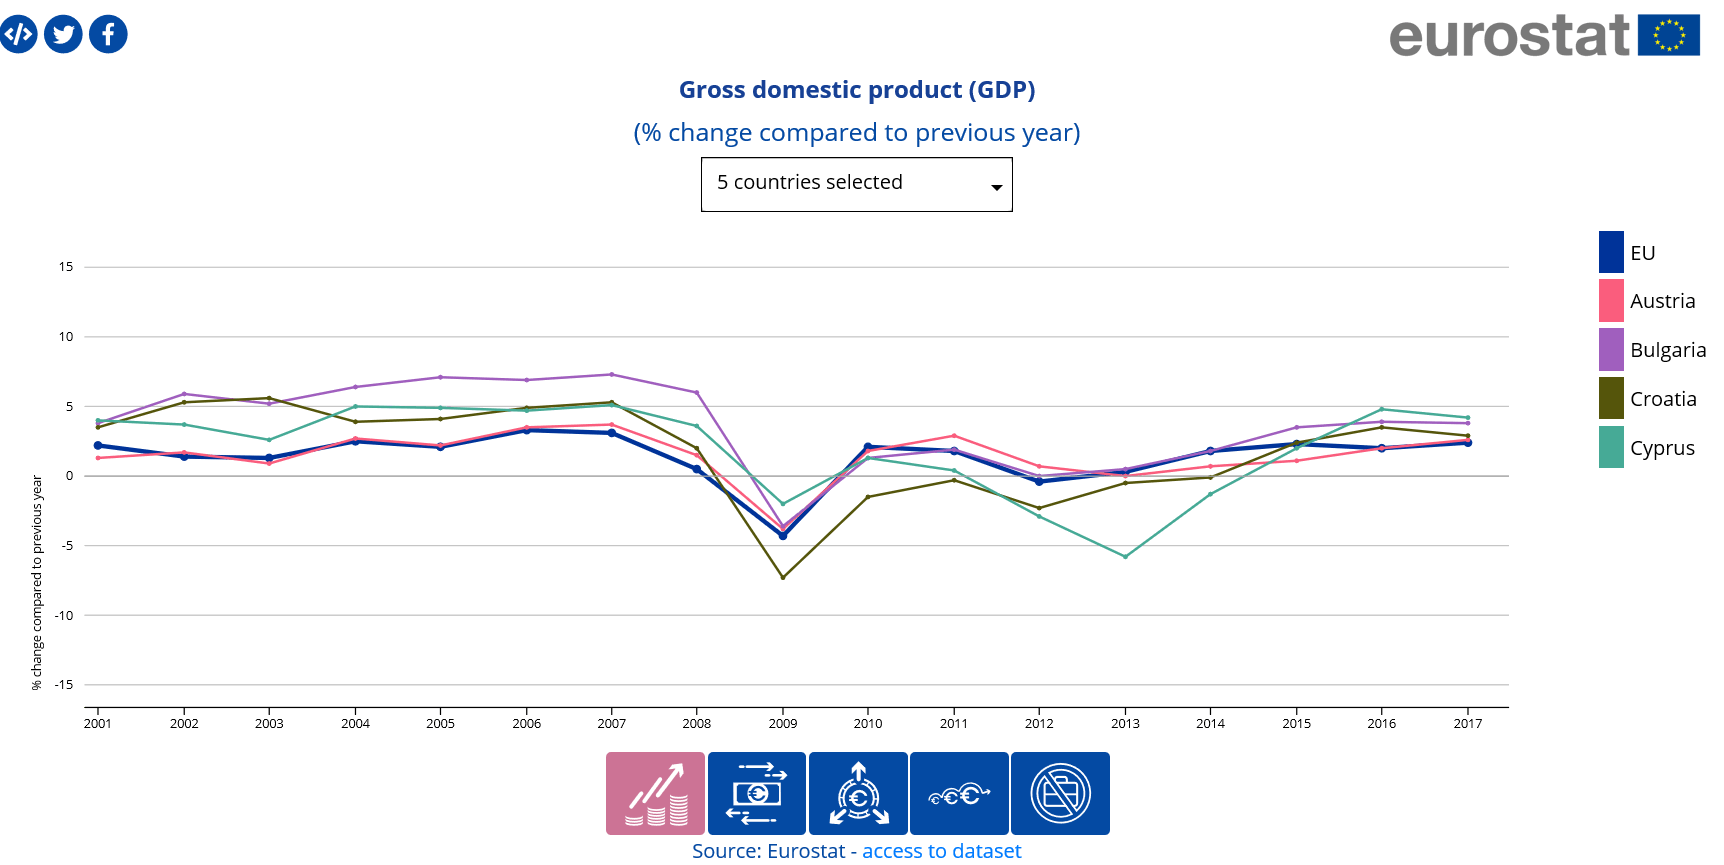 eurostat
Gross domestic product (GDP)
(% change compared to previous year)
5 countries selected
EU
Austria
Bulgaria
Croatia
Cyprus
% change compared to previous year
15
10
5
0
-5
-10
-15
2001 2002 2003 2004 2005 2006 2007 2008 2009 2010 2011 2012 2013 2014 2015 2016 2017
Source: Eurostat - access to dataset